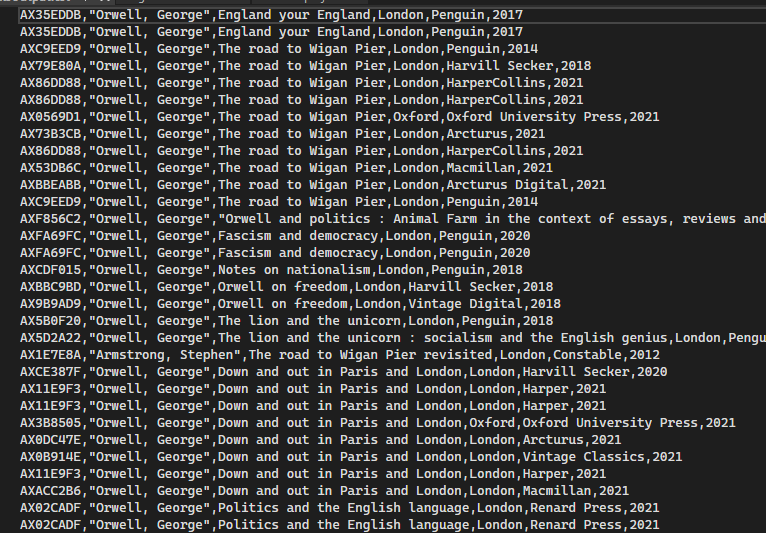 AX35EDDB,"Orwell, George",England your England,London,Penguin,2017
AX35EDDB,"Orwell, George",England your England,London,Penguin,2017
AXC9EED9,"Orwell, George",The road to Wigan Pier,London,Penguin,2014
AX79E80A,"Orwell, George",The road to Wigan Pier,London,Harvill Secker,2018
AX86DD88,"Orwell, George",The road to Wigan Pier,London,HarperCollins,2021
AX86DD88,"Orwell, George",The road to Wigan Pier,London,HarperCollins,2021
AX0569D1,"Orwell, George",The road to Wigan Pier,Oxford,Oxford University Press,2021
AX73B3CB,"Orwell, George",The road to Wigan Pier,London,Arcturus,2021
AX86DD88,"Orwell, George",The road to Wigan Pier,London,HarperCollins,2021
AX53DB6C,"Orwell, George",The road to Wigan Pier,London,Macmillan,2021
AXBBEABB,"Orwell, George",The road to Wigan Pier,London,Arcturus Digital,2021
AXC9EED9,"Orwell, George",The road to Wigan Pier,London,Penguin,2014
AXF856C2,"Orwell, George","Orwell and politics : Animal Farm in the context of essays, reviews and
AXFA69FC,"Orwell, George",Fascism and democracy,London,Penguin,2020
AXFA69FC,"Orwell, George",Fascism and democracy,London,Penguin,2020
AXCDF015,"Orwell, George",Notes on nationalism,London,Penguin,2018
AXBBC9BD,"Orwell, George",Orwell on freedom,London,Harvill Secker,2018
AX9B9AD9,"Orwell, George",Orwell on freedom,London,Vintage Digital,2018
AX5B0F20,"Orwell, George",The lion and the unicorn,London,Penguin,2018
AX5D2A22,"Orwell, George",The lion and the unicorn : socialism and the English genius,London,Pengu
AX1E7E8A,"Armstrong, Stephen",The road to Wigan Pier revisited,London,Constable,2012
AXCE387F,"Orwell, George",Down and out in Paris and London,London,Harvill Secker,2020
AX11E9F3,"Orwell, George",Down and out in Paris and London,London,Harper,2021
AX11E9F3,"Orwell, George",Down and out in Paris and London,London,Harper,2021
AX3B8505,"Orwell, George",Down and out in Paris and London,Oxford,Oxford University Press,2021
AX0DC47E,"Orwell, George",Down and out in Paris and London,London,Arcturus,2021
AX0B914E,"Orwell, George",Down and out in Paris and London,London,Vintage Classics,2021
AX11E9F3,"Orwell, George",Down and out in Paris and London,London,Harper,2021
AXACC2B6,"Orwell, George",Down and out in Paris and London,London,Macmillan,2021
AX02CADF,"Orwell, George",Politics and the English language,London,Renard Press,2021
AX02CADF,"Orwell, George",Politics and the English language,London,Renard Press,2021